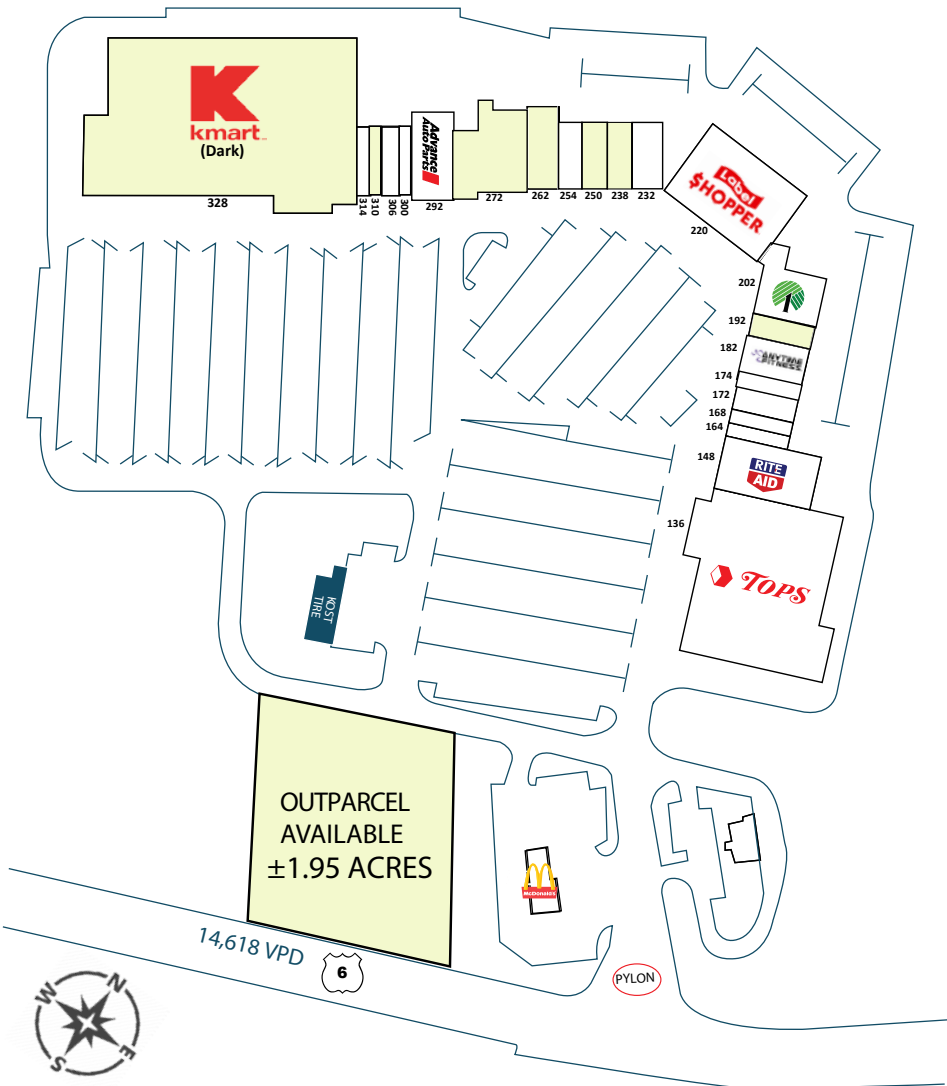 K
kmart
(Dark)
328
314
310
306
300
Advance
Auto Parts
292
272
262
254
250
238
232
Label
$HOPPER
220
202
192
182
ANYTIME
FITNESS
174
172
168
164
148
RITE
AID
136
TOPS
KOST
TIRE
OUTPARCEL
AVAILABLE
±1.95 ACRES
McDonald's
14,618 VPD
6
PYLON
N
W
E
S